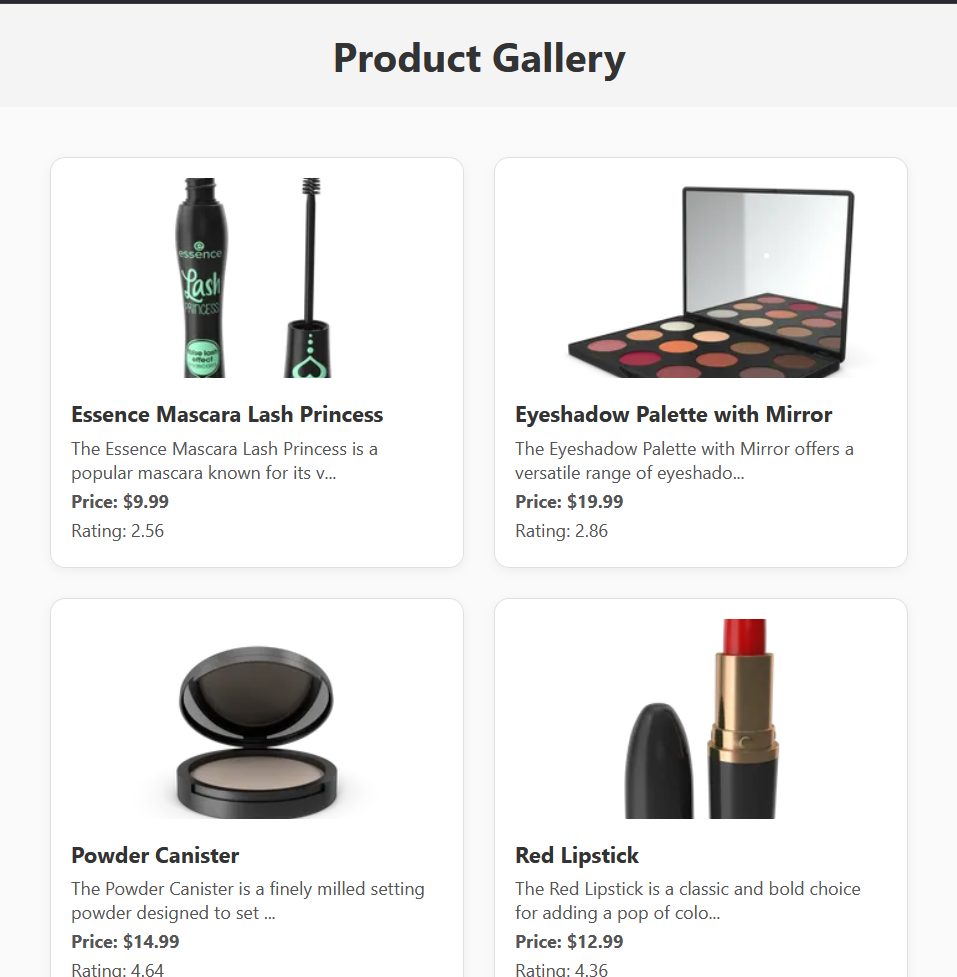 Product Gallery
essence
Lash
PRINCESS
false lash
effect
mascara
Essence Mascara Lash Princess
The Essence Mascara Lash Princess is a
popular mascara known for its v...
Price: $9.99
Rating: 2.56
Eyeshadow Palette with Mirror
The Eyeshadow Palette with Mirror offers a
versatile range of eyeshado...
Price: $19.99
Rating: 2.86
Powder Canister
The Powder Canister is a finely milled setting
powder designed to set ...
Price: $14.99
Rating: 4.64
Red Lipstick
The Red Lipstick is a classic and bold choice
for adding a pop of colo...
Price: $12.99
Rating: 4.36